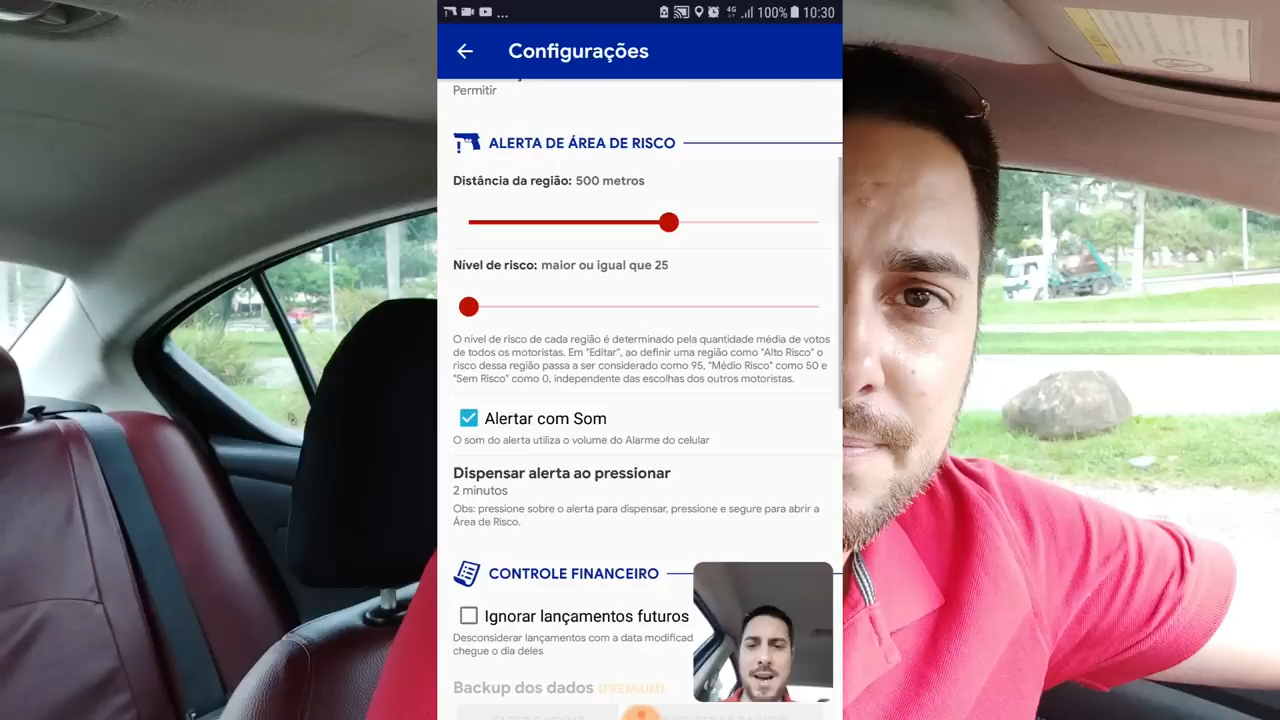 ... 4G 100% 10:30
Configurações
Permitir
ALERTA DE ÁREA DE RISCO
Distância da região: 500 metros
Nível de risco: maior ou igual que 25
O nível de risco de cada região é determinado pela quantidade média de votos
de todos os motoristas. Em "Editar", ao definir uma região como "Alto Risco" o
risco dessa região passa a ser considerado como 95, "Médio Risco" como 50 e
"Sem Risco" como 0, independente das escolhas dos outros motoristas.
Alertar com Som
O som do alerta utiliza o volume do Alarme do celular
Dispensar alerta ao pressionar
2 minutos
Obs: pressione sobre o alerta para dispensar, pressione e segure para abrir a
Área de Risco.
CONTROLE FINANCEIRO
Ignorar lançamentos futuros
Desconsiderar lançamentos com a data modificad
chegue o dia deles
Backup dos dados (PREMIUM)